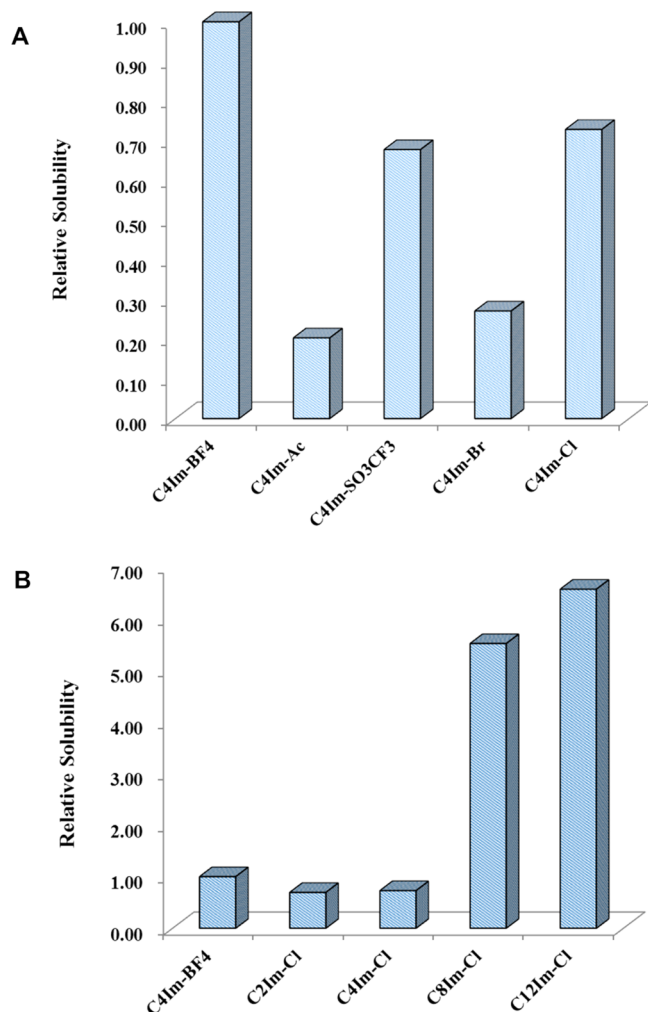 A
Relative Solubility
1.00
0.90
0.80
0.70
0.60
0.50
0.40
0.30
0.20
0.10
0.00
C4Im-BF4
C4Im-Ac
C4Im-SO3CF3
C4Im-Br
C4Im-Cl
B
Relative Solubility
7.00
6.00
5.00
4.00
3.00
2.00
1.00
0.00
C4Im-BF4
C2Im-Cl
C4Im-Cl
C8Im-Cl
C12Im-Cl